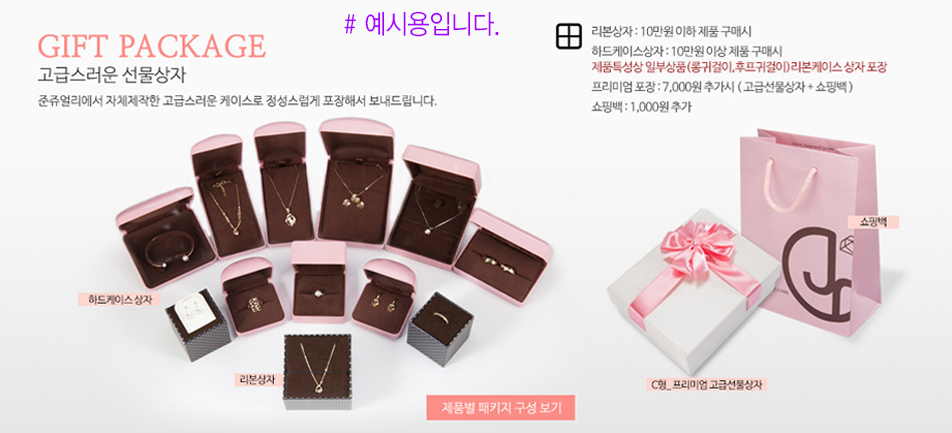 # 예시용입니다.
GIFT PACKAGE
고급스러운 선물상자
준쥬얼리에서 자체제작한 고급스러운 케이스로 정성스럽게 포장해서 보내드립니다.
리본상자 : 10만원 이하 제품 구매시
하드케이스상자 : 10만원 이상 제품 구매시
제품특성상 일부상품(롱귀걸이,후프귀걸이)리본케이스 상자 포장
프리미엄 포장 : 7,000원 추가시 ( 고급선물상자 + 쇼핑백 )
쇼핑백 : 1,000원 추가
쇼핑백
하드케이스 상자
리본상자
C형_ 프리미엄 고급선물상자
제품별 패키지 구성 보기